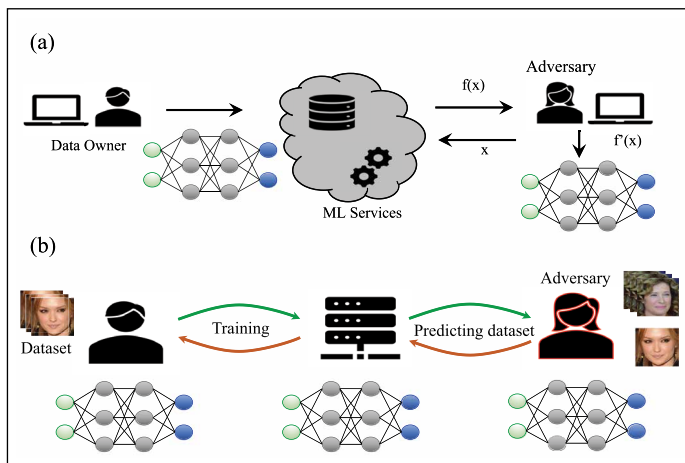 (a)
Adversary
f(x)
Data Owner
x
f'(x)
ML Services
(b)
Adversary
Training
Predicting dataset
Dataset